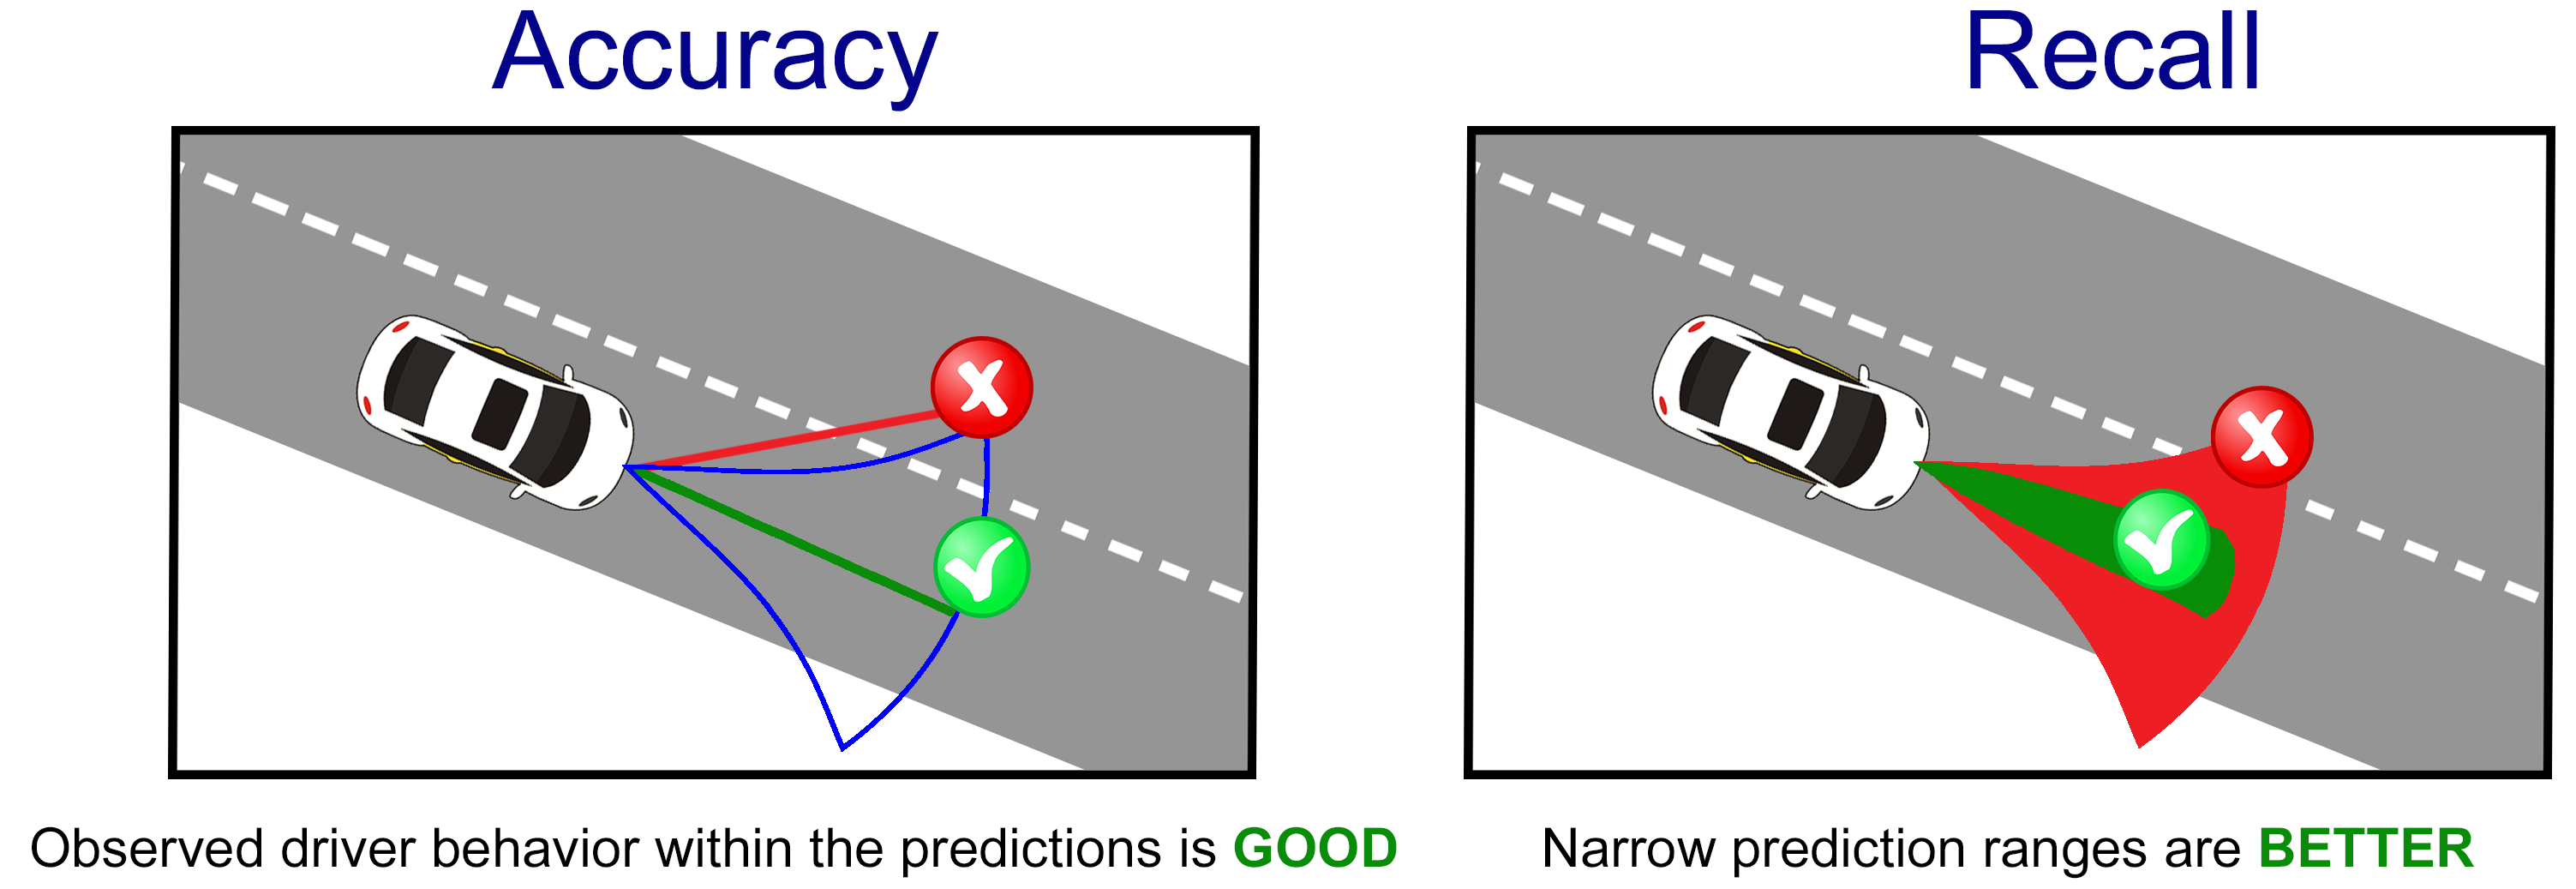 Accuracy
Recall
Observed driver behavior within the predictions is GOOD
Narrow prediction ranges are BETTER